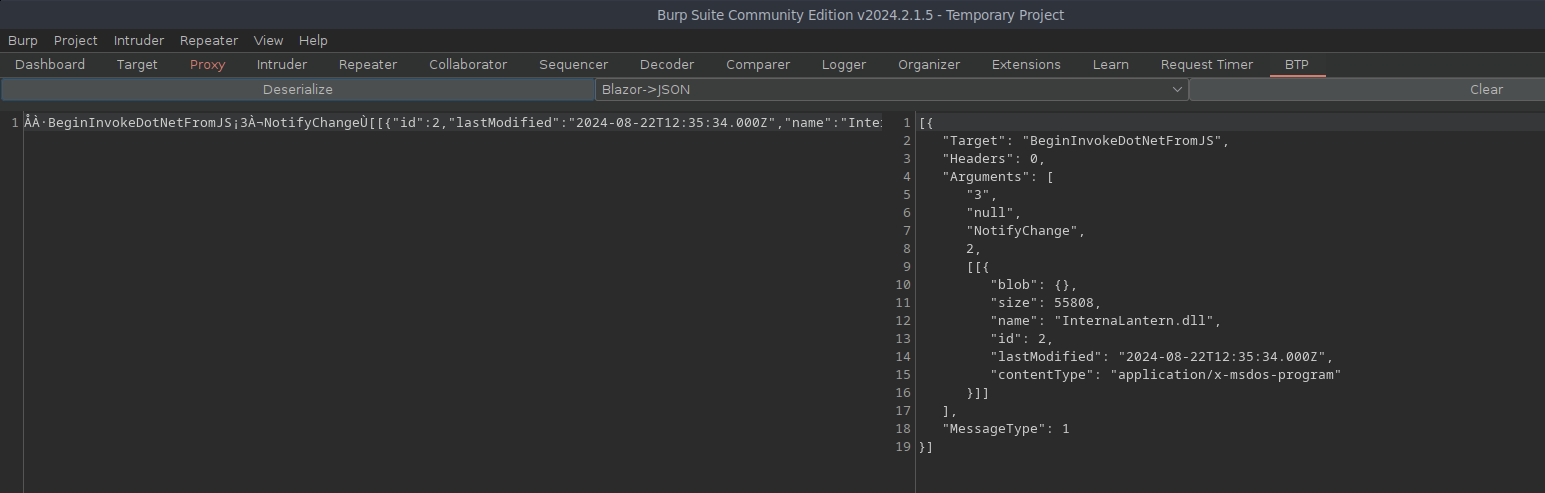 Burp Suite Community Edition v2024.2.1.5 - Temporary Project
Burp Project Intruder Repeater View Help
Dashboard Target Proxy Intruder Repeater Collaborator Sequencer Decoder Comparer Logger Organizer Extensions Learn Request Timer BTP
Deserialize Blazor->JSON Clear
1 ÅÀ·BeginInvokeDotNetFromJS¡3À¬NotifyChangeÙ[[{"id":2,"lastModified":"2024-08-22T12:35:34.000Z","name":"Inte
1 [{
2 "Target": "BeginInvokeDotNetFromJS",
3 "Headers": 0,
4 "Arguments": [
5 "3",
6 "null",
7 "NotifyChange",
8 2,
9 [[{
10 "blob": {},
11 "size": 55808,
12 "name": "InternaLantern.dll",
13 "id": 2,
14 "lastModified": "2024-08-22T12:35:34.000Z",
15 "contentType": "application/x-msdos-program"
16 }]]
17 ],
18 "MessageType": 1
19 }]